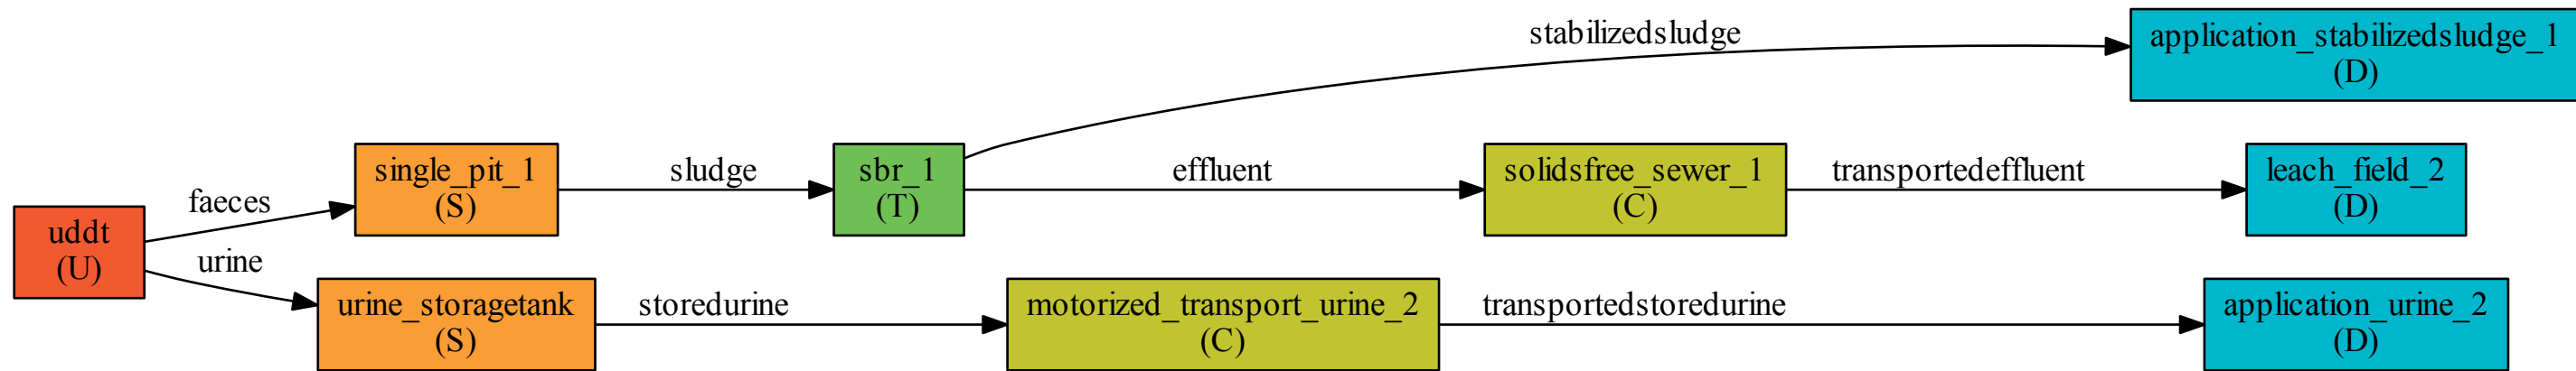 stabilizedsludge
application_stabilizedsludge_1
(D)
uddt
(U)
faeces
single_pit_1
(S)
sludge
sbr_1
(T)
effluent
solidsfree_sewer_1
(C)
transportedeffluent
leach_field_2
(D)
urine
urine_storagetank
(S)
storedurine
motorized_transport_urine_2
(C)
transportedstoredurine
application_urine_2
(D)